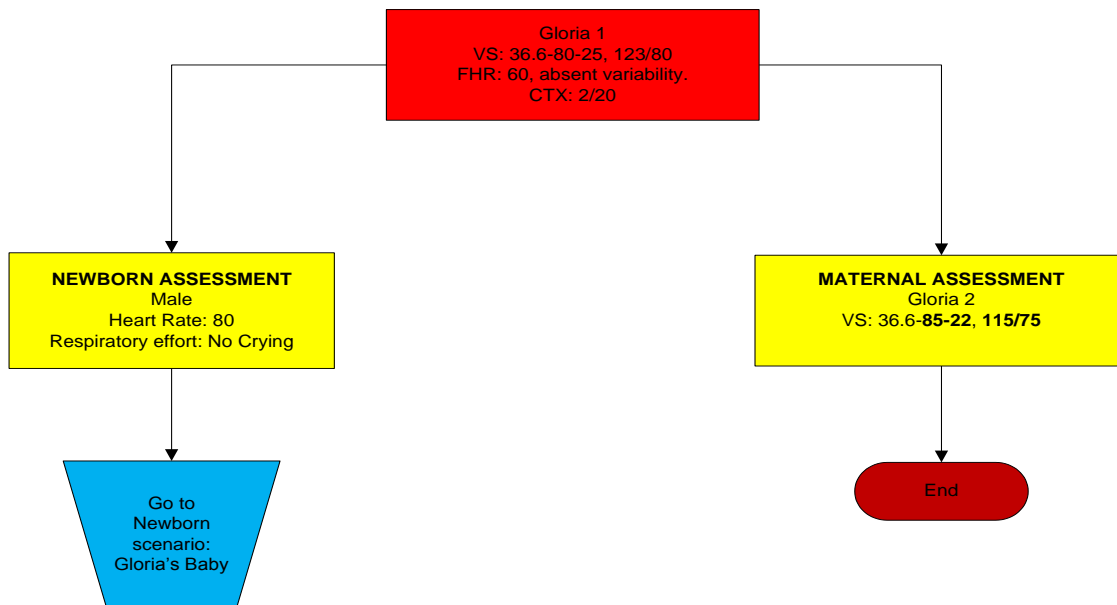 Gloria 1
VS: 36.6-80-25, 123/80
FHR: 60, absent variability.
CTX: 2/20
NEWBORN ASSESSMENT
Male
Heart Rate: 80
Respiratory effort: No Crying
MATERNAL ASSESSMENT
Gloria 2
VS: 36.6-85-22, 115/75
Go to
Newborn
scenario:
Gloria’s Baby
End